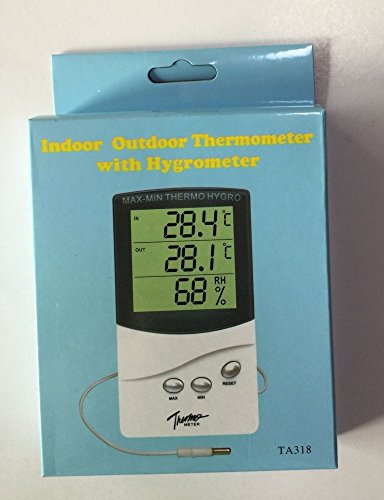 Indoor Outdoor Thermometer
with Hygrometer
MAX-MIN THERMO HYGRO
IN 28.4°C
OUT 28.1°C
68 RH %
MAX MIN RESET
Thermo
METER
TA318